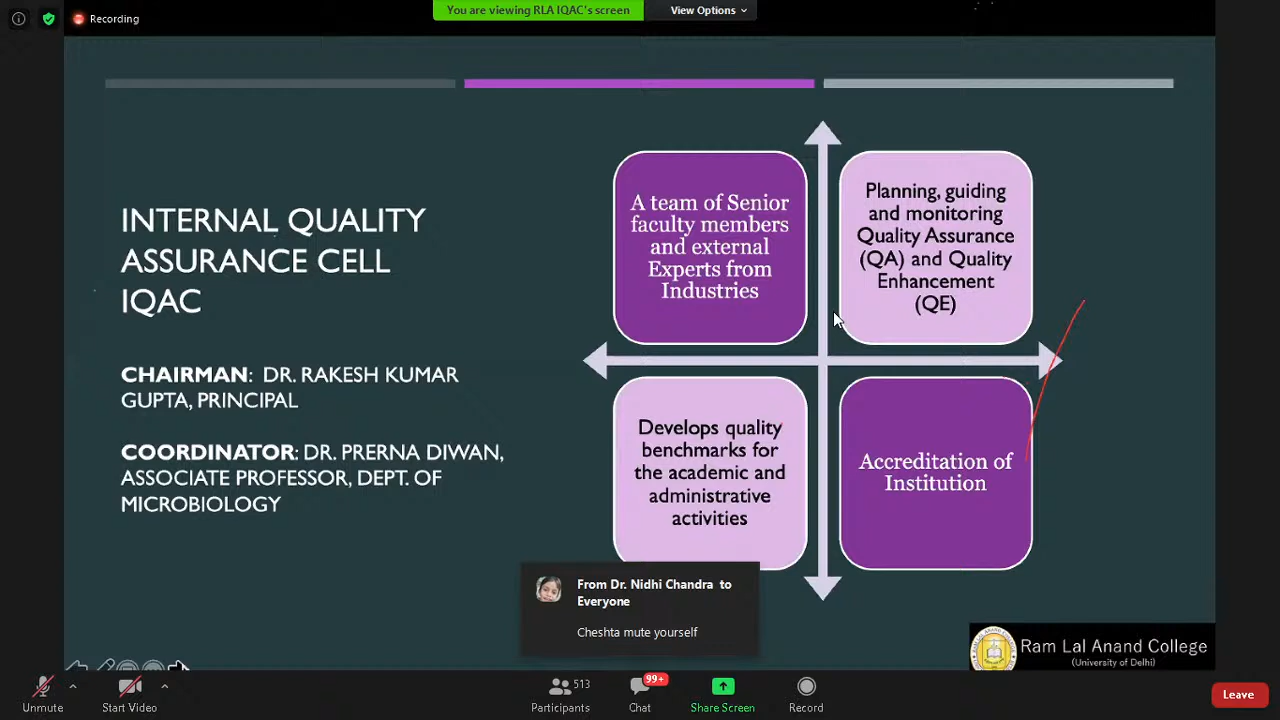 Recording
You are viewing RLA IQAC's screen
View Options
INTERNAL QUALITY
ASSURANCE CELL
IQAC
CHAIRMAN: DR. RAKESH KUMAR
GUPTA, PRINCIPAL
COORDINATOR: DR. PRERNA DIWAN,
ASSOCIATE PROFESSOR, DEPT. OF
MICROBIOLOGY
A team of Senior
faculty members
and external
Experts from
Industries
Planning, guiding
and monitoring
Quality Assurance
(QA) and Quality
Enhancement
(QE)
Develops quality
benchmarks for
the academic and
administrative
activities
Accreditation of
Institution
From Dr. Nidhi Chandra to
Everyone
Cheshta mute yourself
Ram Lal Anand College
(University of Delhi)
Unmute
Start Video
513
Participants
99+
Chat
Share Screen
Record
Leave